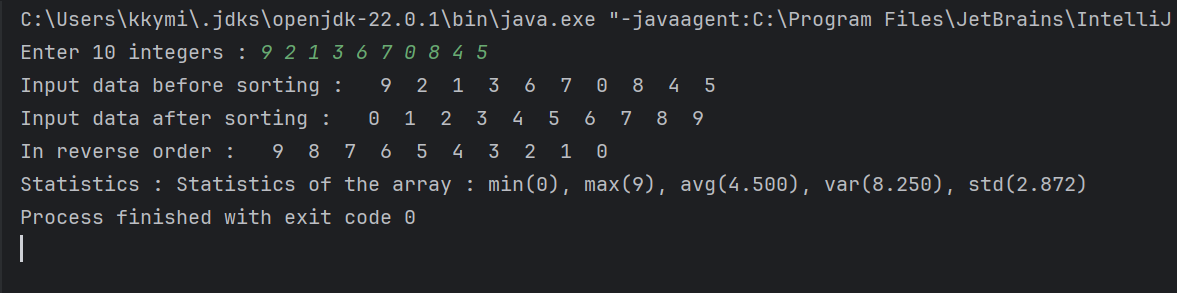 C:\Users\kkymi\.jdks\openjdk-22.0.1\bin\java.exe "-javaagent:C:\Program Files\JetBrains\IntelliJ
Enter 10 integers : 9 2 1 3 6 7 0 8 4 5
Input data before sorting :   9  2  1  3  6  7  0  8  4  5
Input data after sorting :   0  1  2  3  4  5  6  7  8  9
In reverse order :   9  8  7  6  5  4  3  2  1  0
Statistics : Statistics of the array : min(0), max(9), avg(4.500), var(8.250), std(2.872)
Process finished with exit code 0